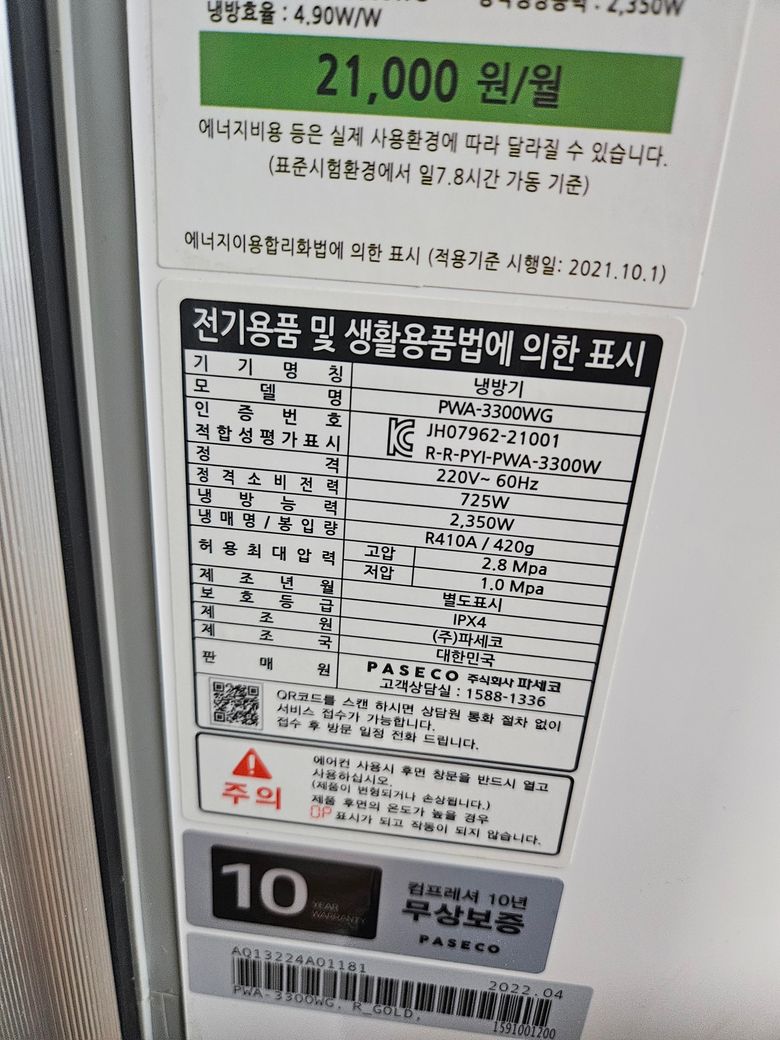 냉방효율 : 4.90W/W
: 2,350W
21,000 원/월
에너지비용 등은 실제 사용환경에 따라 달라질 수 있습니다.
(표준시험환경에서 일7.8시간 가동 기준)
에너지이용합리화법에 의한 표시 (적용기준 시행일: 2021.10.1)
전기용품 및 생활용품법에 의한 표시
기 기 명 칭 냉방기
모 델 명 PWA-3300WG
인 증 번 호 JH07962-21001
적합성평가표시 R-R-PYI-PWA-3300W
정 격 220V~ 60Hz
정격소비전력 725W
냉 방 능 력 2,350W
냉매명/봉입량 R410A / 420g
허용최대압력 고압 2.8 Mpa
저압 1.0 Mpa
제 조 년 월 별도표시
보 호 등 급 IPX4
제 조 원 (주)파세코
제 조 국 대한민국
판 매 원 PASECO 주식회사 파세코
고객상담실 : 1588-1336
QR코드를 스캔 하시면 상담원 통화 절차 없이
서비스 접수가 가능합니다.
접수 후 방문 일정 전화 드립니다.
주의
에어컨 사용시 후면 창문을 반드시 열고
사용하십시오.
(제품이 변형되거나 손상됩니다.)
제품 후면의 온도가 높을 경우
OP 표시가 되고 작동이 되지 않습니다.
10 YEAR WARRANTY
컴프레셔 10년
무상보증
PASECO
AQ13224A01181
2022.04
PWA-3300WG, R_GOLD,
1591001200